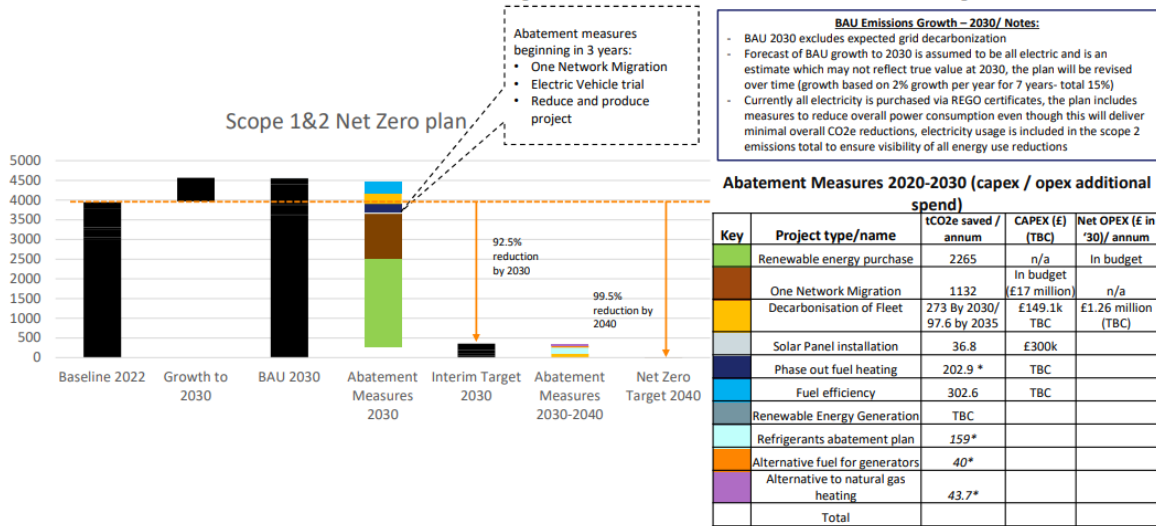 Abatement measures
beginning in 3 years:
• One Network Migration
• Electric Vehicle trial
• Reduce and produce
project
BAU Emissions Growth – 2030/ Notes:
- BAU 2030 excludes expected grid decarbonization
- Forecast of BAU growth to 2030 is assumed to be all electric and is an
estimate which may not reflect true value at 2030, the plan will be revised
over time (growth based on 2% growth per year for 7 years- total 15%)
- Currently all electricity is purchased via REGO certificates, the plan includes
measures to reduce overall power consumption even though this will deliver
minimal overall CO2e reductions, electricity usage is included in the scope 2
emissions total to ensure visibility of all energy use reductions
Scope 1&2 Net Zero plan
5000
4500
4000
3500
3000
2500
2000
1500
1000
500
0
92.5%
reduction
by 2030
99.5%
reduction by
2040
Baseline 2022
Growth to
2030
BAU 2030
Abatement
Measures
2030
Interim Target
2030
Abatement
Measures
2030-2040
Net Zero
Target 2040
Abatement Measures 2020-2030 (capex / opex additional
spend)
Key
Project type/name
tCO2e saved /
annum
CAPEX (£)
(TBC)
Net OPEX (£ in
‘30)/ annum
Renewable energy purchase
2265
n/a
In budget
One Network Migration
1132
In budget
(£17 million)
n/a
Decarbonisation of Fleet
273 By 2030/
97.6 by 2035
£149.1k
TBC
£1.26 million
(TBC)
Solar Panel installation
36.8
£300k
Phase out fuel heating
202.9 *
TBC
Fuel efficiency
302.6
TBC
Renewable Energy Generation
TBC
Refrigerants abatement plan
159*
Alternative fuel for generators
40*
Alternative to natural gas
heating
43.7*
Total